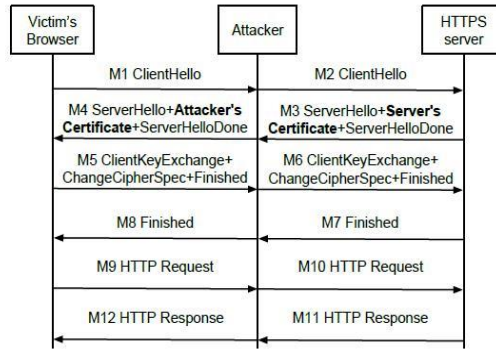 Victim's
Browser
Attacker
HTTPS
server
M1 ClientHello
M2 ClientHello
M4 ServerHello+Attacker's
Certificate+ServerHelloDone
M3 ServerHello+Server's
Certificate+ServerHelloDone
M5 ClientKeyExchange+
ChangeCipherSpec+Finished
M6 ClientKeyExchange+
ChangeCipherSpec+Finished
M8 Finished
M7 Finished
M9 HTTP Request
M10 HTTP Request
M12 HTTP Response
M11 HTTP Response